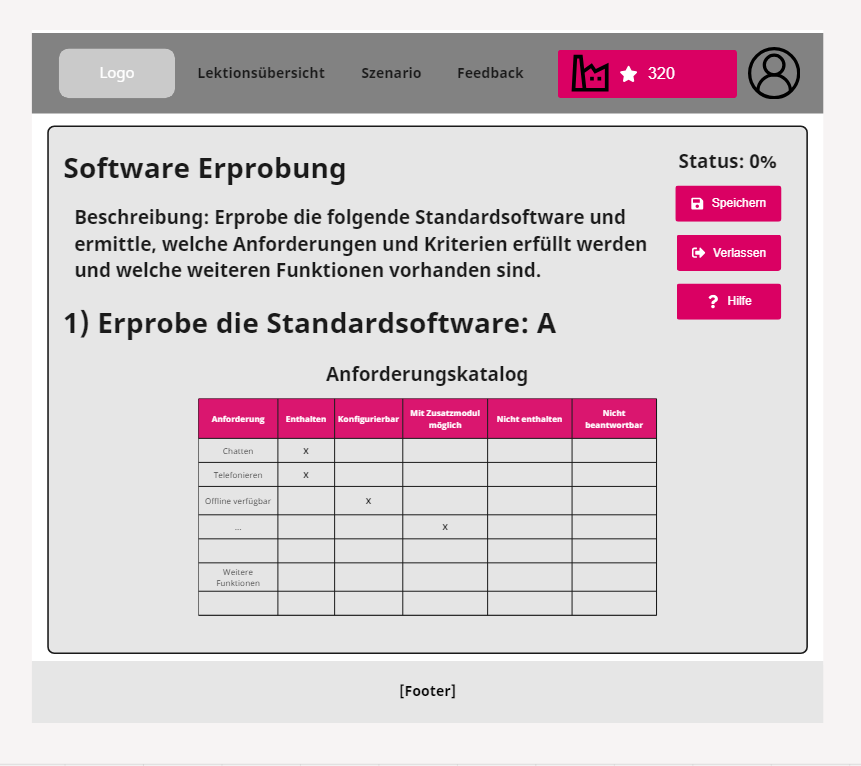 Logo
Lektionsübersicht
Szenario
Feedback
320
Software Erprobung
Status: 0%
Speichern
Verlassen
? Hilfe
Beschreibung: Erprobe die folgende Standardsoftware und
ermittle, welche Anforderungen und Kriterien erfüllt werden
und welche weiteren Funktionen vorhanden sind.
1) Erprobe die Standardsoftware: A
Anforderungskatalog
Anforderung Enthalten Konfigurierbar Mit Zusatzmodul möglich Nicht enthalten Nicht beantwortbar
Chatten x
Telefonieren x
Offline verfügbar x
... x
Weitere
Funktionen
[Footer]